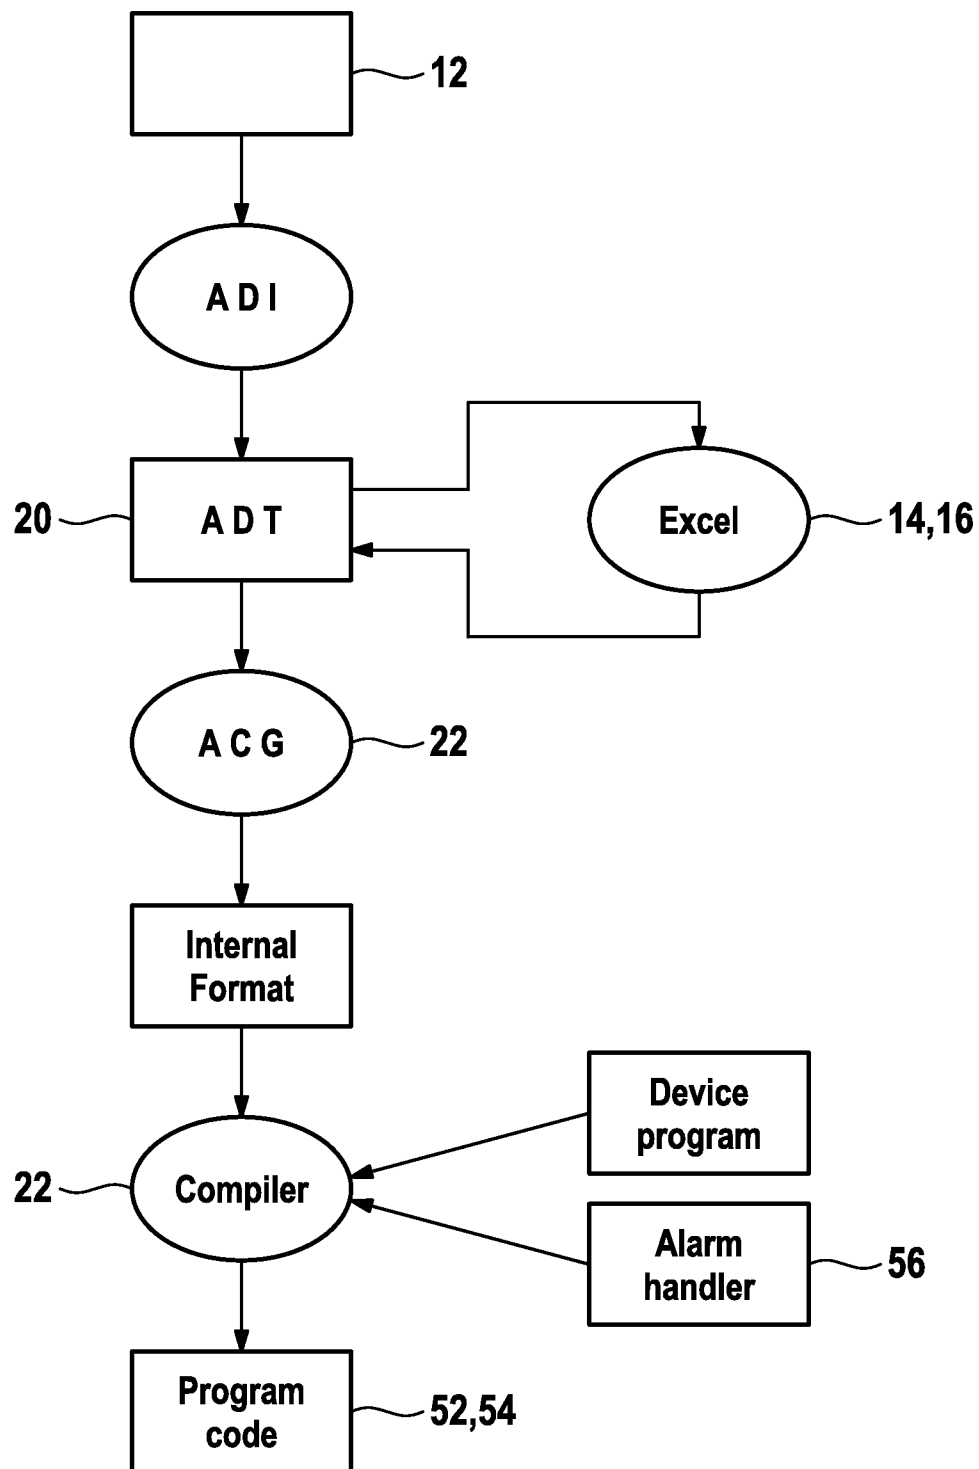 12
A D I
20
A D T
Excel
14,16
A C G
22
Internal
Format
Device
program
22
Compiler
Alarm
handler
56
Program
code
52,54